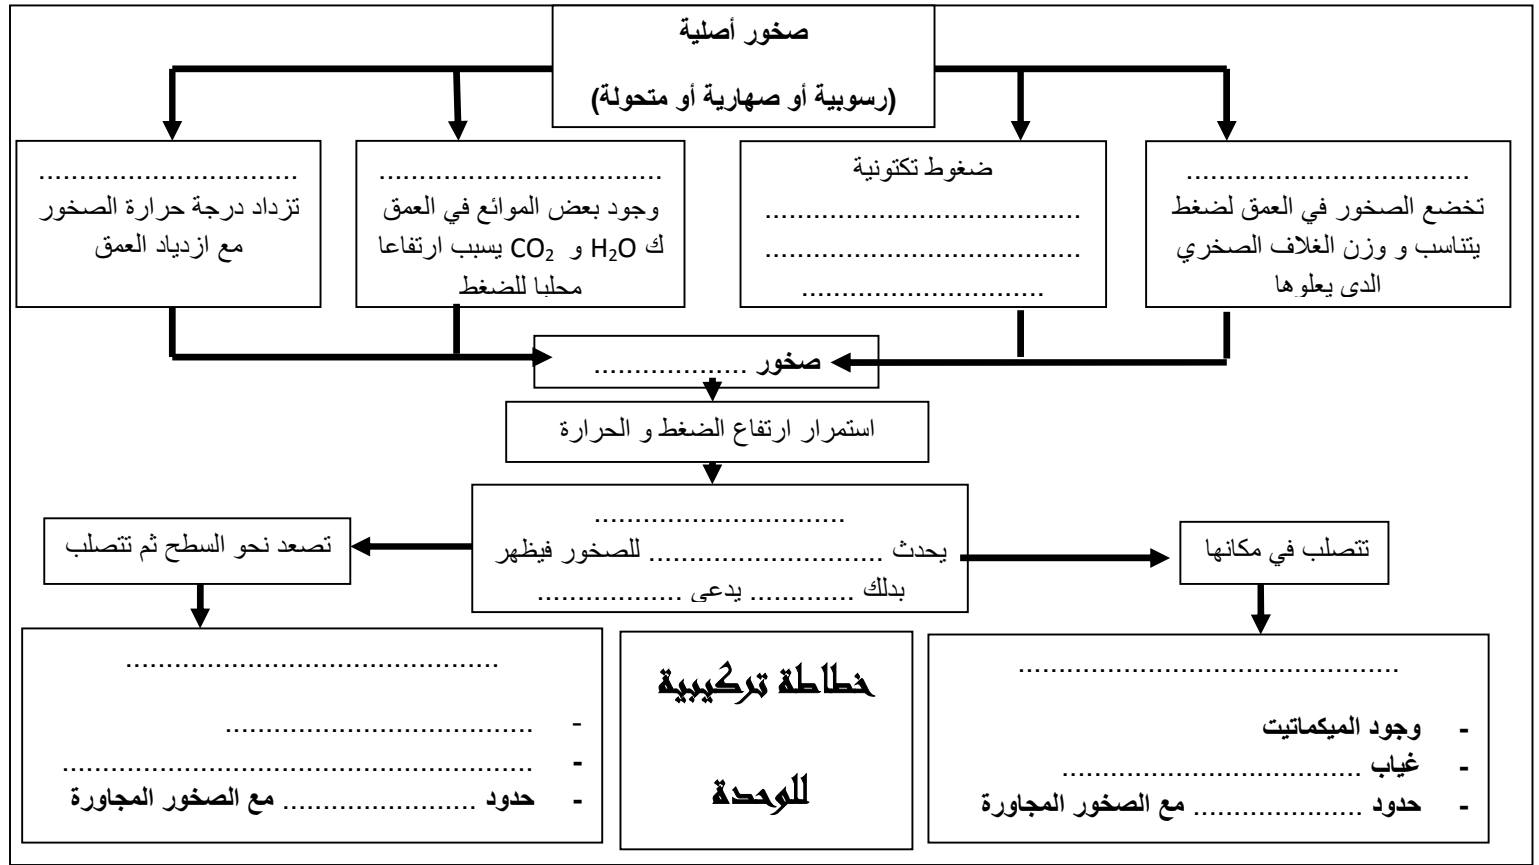 صخور أصلية
(رسوبية أو صهارية أو متحولة)
..................................
تخضع الصخور في العمق لضغط
يتناسب و وزن الغلاف الصخري
الدي يعلوها
ضغوط تكتونية
......................................
......................................
.............................
..................................
وجود بعض الموائع في العمق
ك H₂O و CO₂ يسبب ارتفاعا
محليا للضغط
...............................
تزداد درجة حرارة الصخور
مع ازدياد العمق
صخور ...................
استمرار ارتفاع الضغط و الحرارة
..............................
يحدث ............................ للصخور فيظهر
بدلك ............. يدعى ..................
تتصلب في مكانها
تصعد نحو السطح ثم تتصلب
..............................................
- وجود الميكماتيت
- غياب ....................................
- حدود .................... مع الصخور المجاورة
خطاطة تركيبية
للوحدة
.............................................
- .....................................
- .........................................................
- حدود ....................... مع الصخور المجاورة